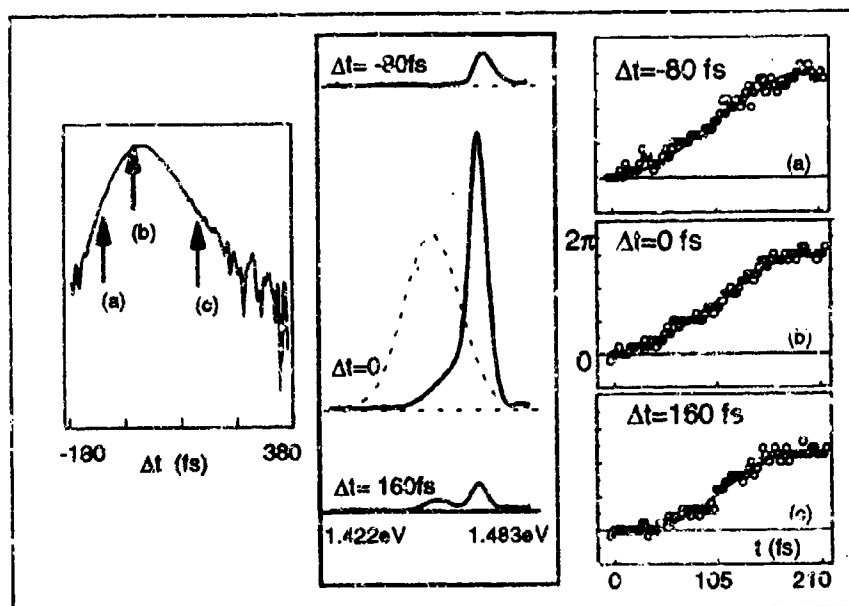 (a)
(b)
(c)
-180
380
Δt (fs)
Δt= -80fs
Δt=0
Δt= 160fs
1.422eV
1.483eV
Δt=-80 fs
(a)
2π
Δt=0 fs
0
(b)
Δt=160 fs
(c)
t (fs)
0
105
210